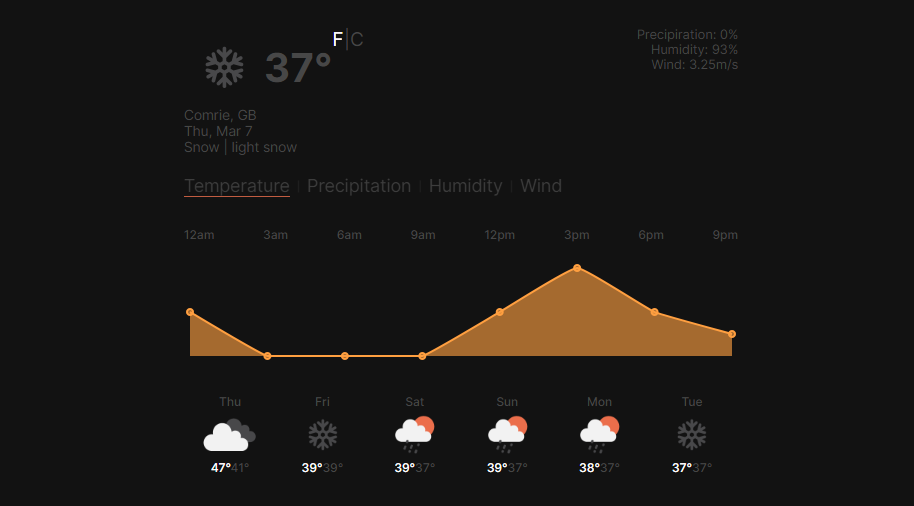 37° F|C
Precipiration: 0%
Humidity: 93%
Wind: 3.25m/s
Comrie, GB
Thu, Mar 7
Snow | light snow
Temperature | Precipitation | Humidity | Wind
12am 3am 6am 9am 12pm 3pm 6pm 9pm
Thu Fri Sat Sun Mon Tue
47°41° 39°39° 39°37° 39°37° 38°37° 37°37°